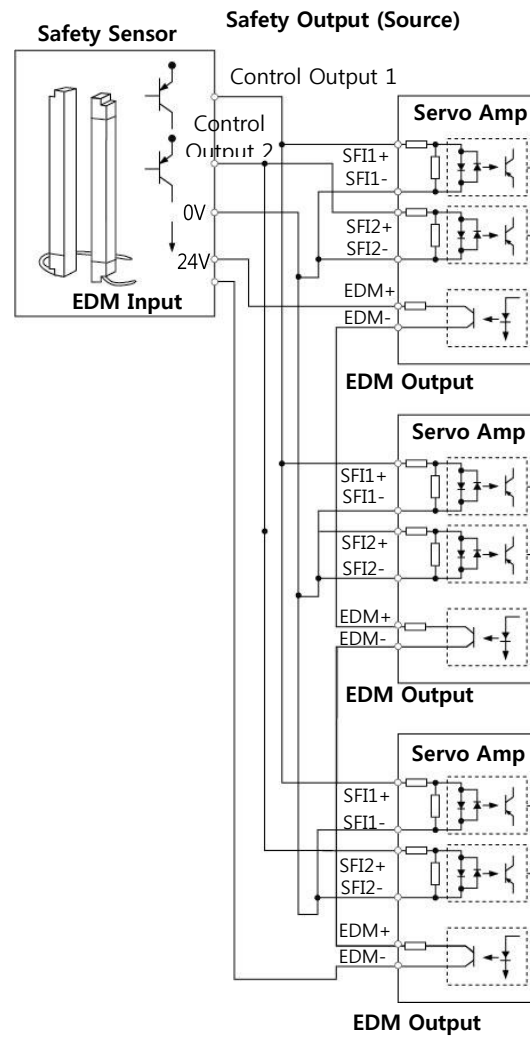 Safety Output (Source)
Safety Sensor
Control Output 1
Control
Output 2
0V
24V
EDM Input
Servo Amp
SFI1+
SFI1-
SFI2+
SFI2-
EDM+
EDM-
EDM Output
Servo Amp
SFI1+
SFI1-
SFI2+
SFI2-
EDM+
EDM-
EDM Output
Servo Amp
SFI1+
SFI1-
SFI2+
SFI2-
EDM+
EDM-
EDM Output